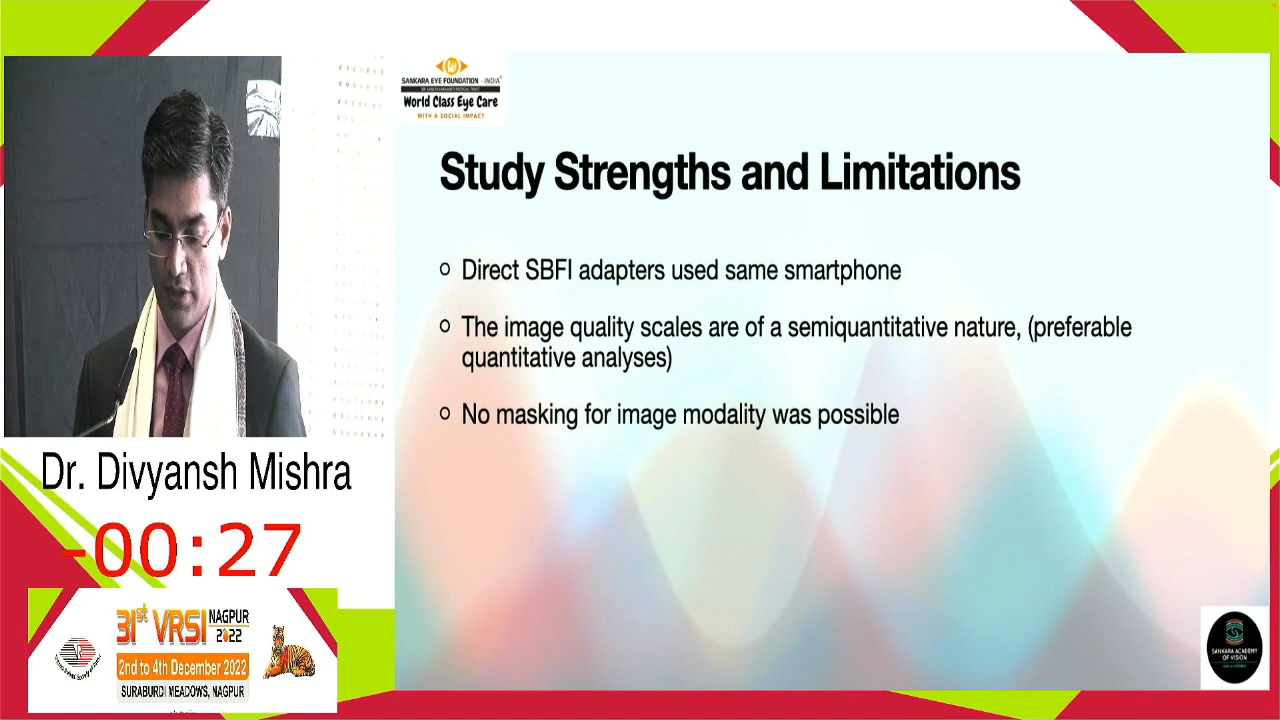 SANKARA EYE FOUNDATION - INDIA
World Class Eye Care
WITH A SOCIAL IMPACT
Study Strengths and Limitations
Direct SBFI adapters used same smartphone
The image quality scales are of a semiquantitative nature, (preferable
quantitative analyses)
No masking for image modality was possible
Dr. Divyansh Mishra
-00:27
31st VRSI NAGPUR
2022
2nd to 4th December 2022
SURABURDI MEADOWS, NAGPUR
SANKARA ACADEMY
OF VISION